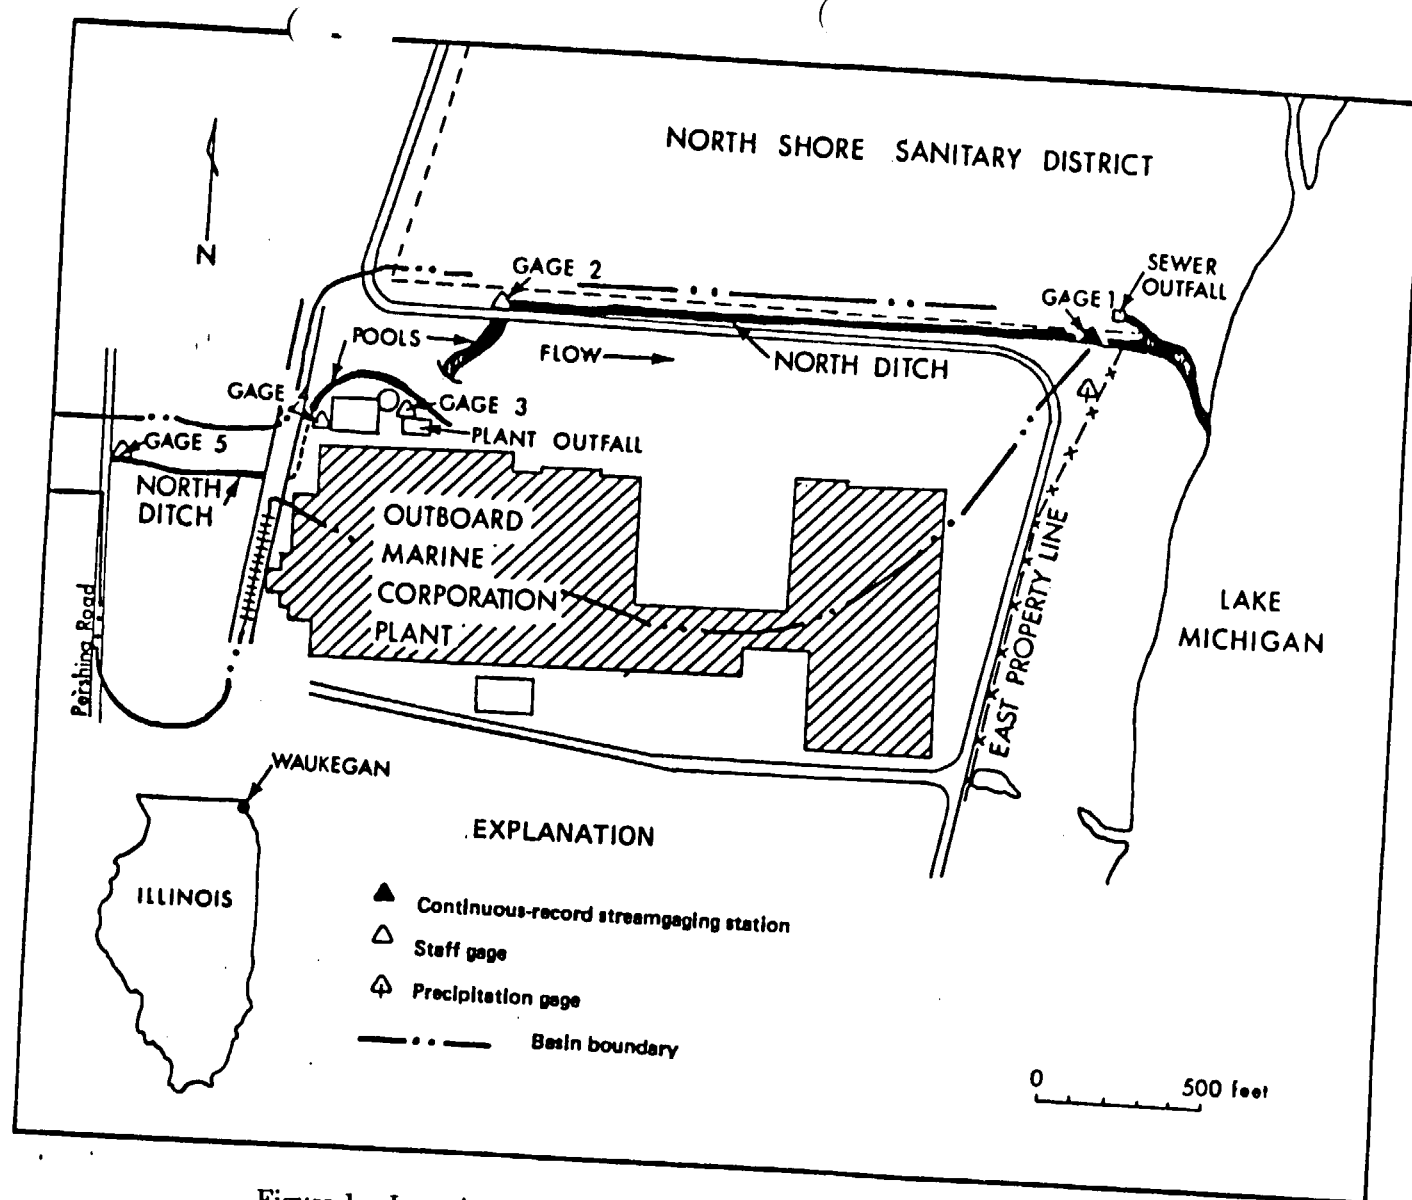 NORTH SHORE SANITARY DISTRICT
N
GAGE 2
SEWER
OUTFALL
GAGE 1
POOLS
FLOW
NORTH DITCH
GAGE
GAGE 3
PLANT OUTFALL
GAGE 5
NORTH
DITCH
OUTBOARD
MARINE
CORPORATION
PLANT
EAST PROPERTY LINE
LAKE
MICHIGAN
Pershing Road
WAUKEGAN
ILLINOIS
EXPLANATION
Continuous-record streamgaging station
Staff gage
Precipitation gage
Basin boundary
0 500 feet